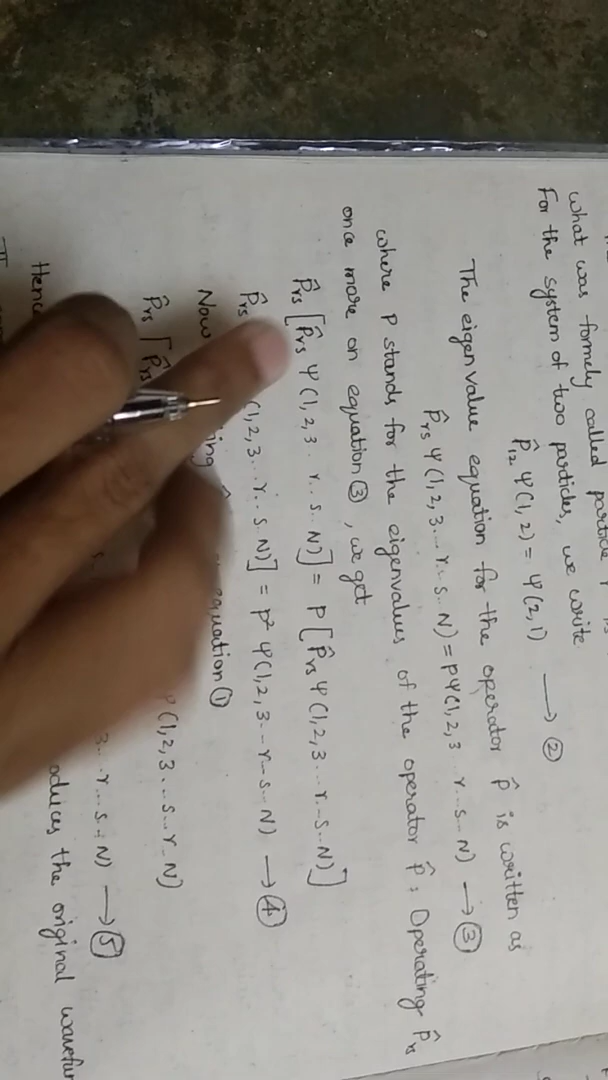 what was formely called particle
For the system of two particles, we write
P̂₁₂ Ψ(1,2) = Ψ(2,1) → ②
The eigen value equation for the operator P̂ is written as
P̂rs Ψ(1,2,3...r..s..N) = PΨ(1,2,3..r..s..N) → ③
where P stands for the eigenvalues of the operator P̂; Operating P̂rs
once more on equation ③, we get
P̂rs [P̂rs Ψ(1,2,3..r..s..N)] = P[P̂rs Ψ(1,2,3...r..s..N)]
P̂rs (1,2,3..r..s N)] = P² Ψ(1,2,3..r..s..N) → ④
Now equation ①
P̂rs [P̂rs Ψ(1,2,3...s..r..N)
3..r..s..N) → ⑤
the original